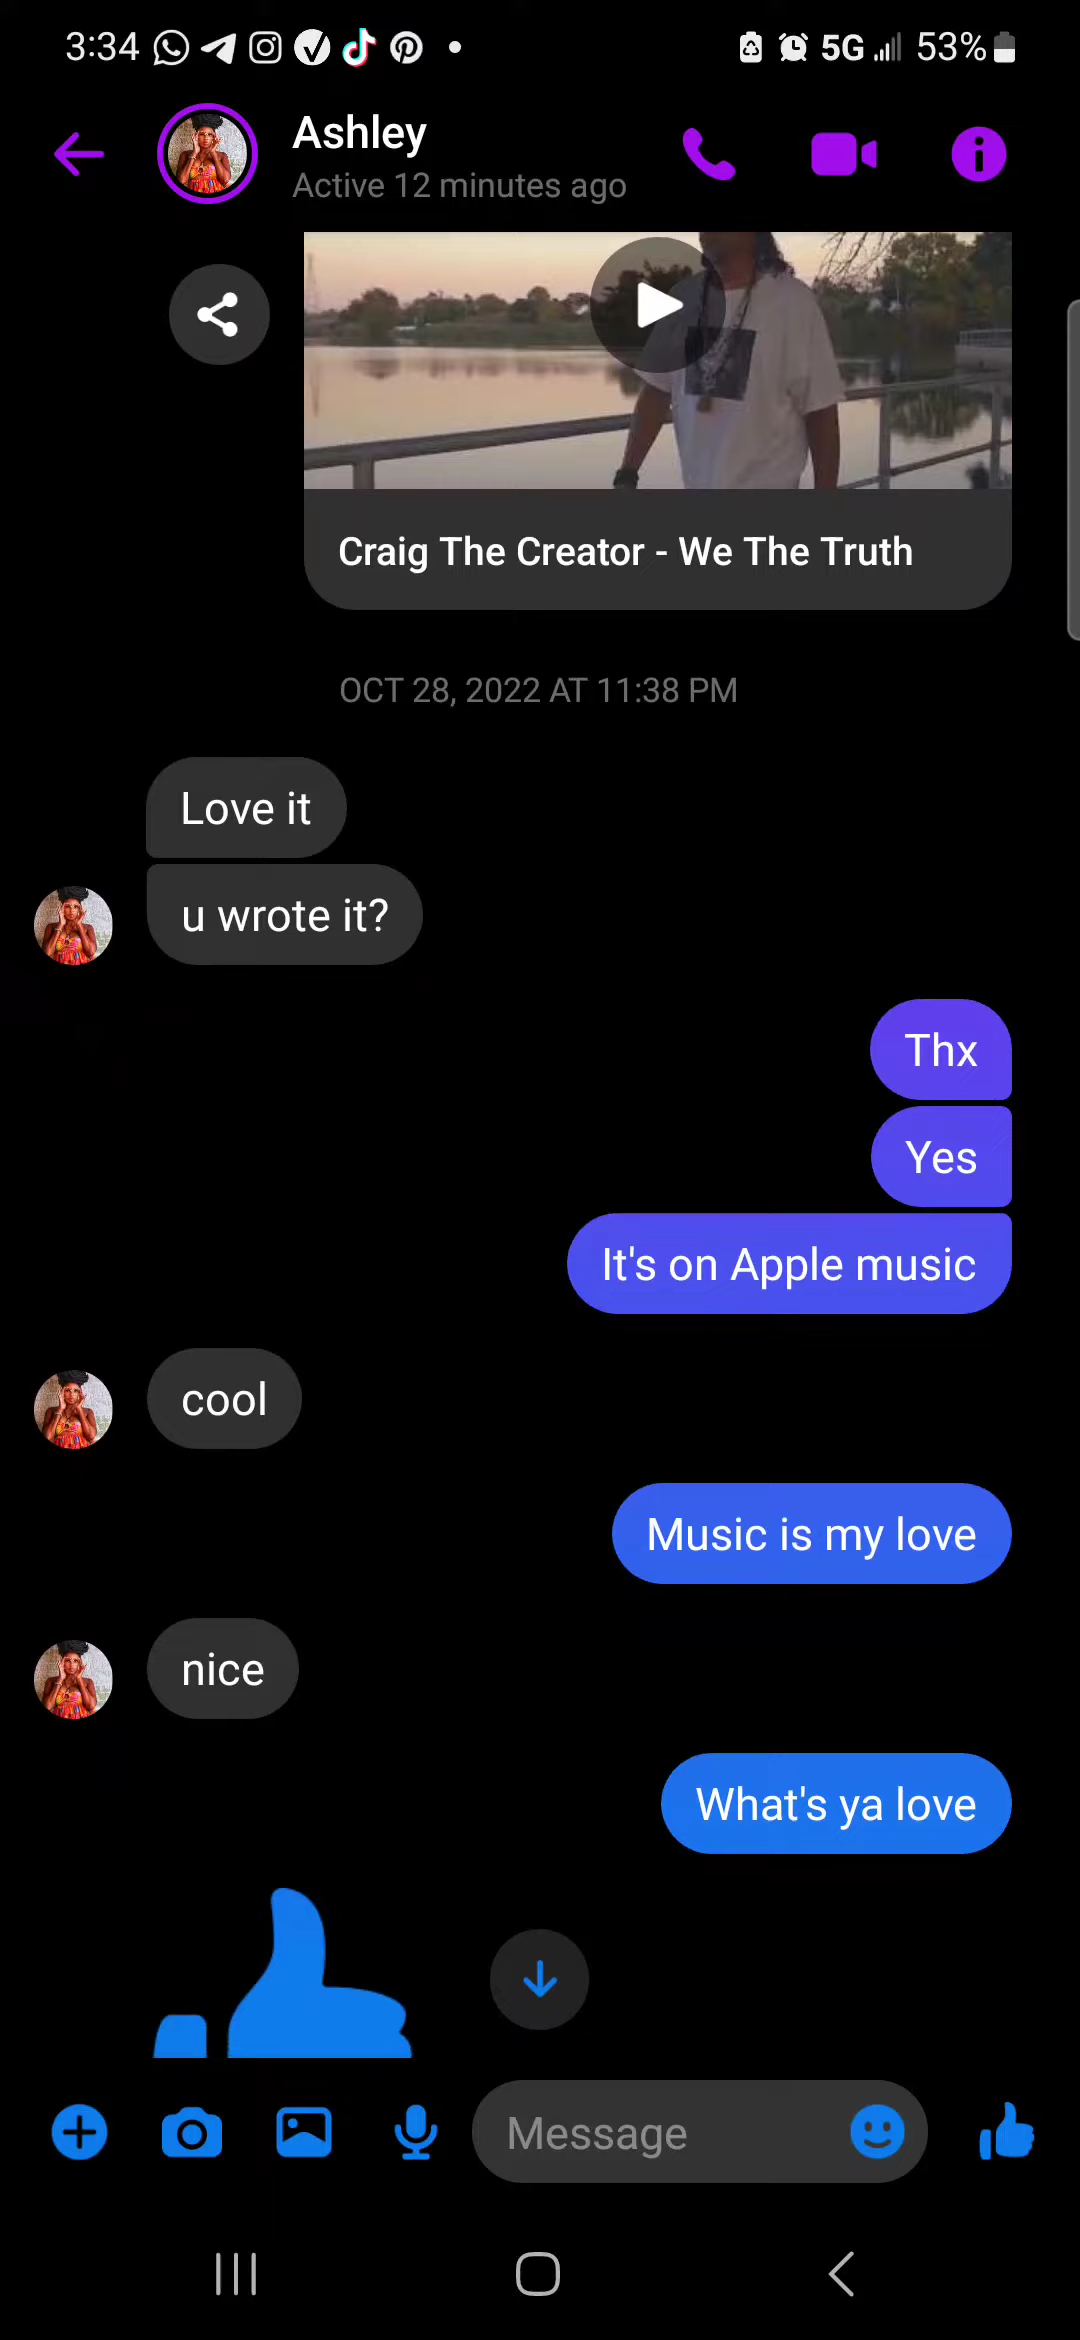 3:34
5G
53%
Ashley
Active 12 minutes ago
Craig The Creator - We The Truth
OCT 28, 2022 AT 11:38 PM
Love it
u wrote it?
Thx
Yes
It's on Apple music
cool
Music is my love
nice
What's ya love
Message